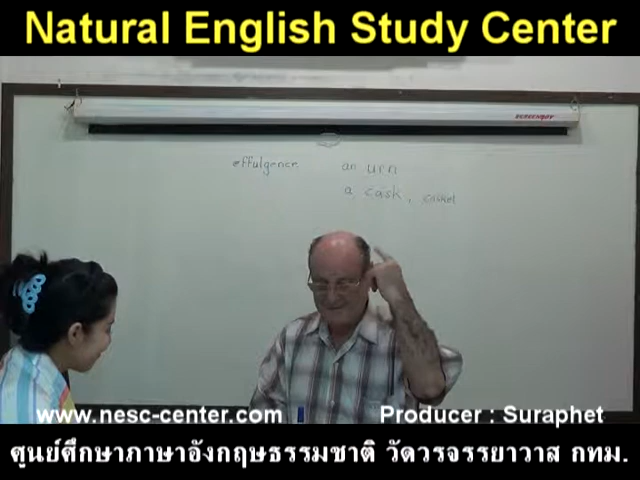 Natural English Study Center
effulgence an urn
a cask, casket
www.nesc-center.com Producer : Suraphet
ศูนย์ศึกษาภาษาอังกฤษธรรมชาติ วัดวรจรรยาวาส กทม.